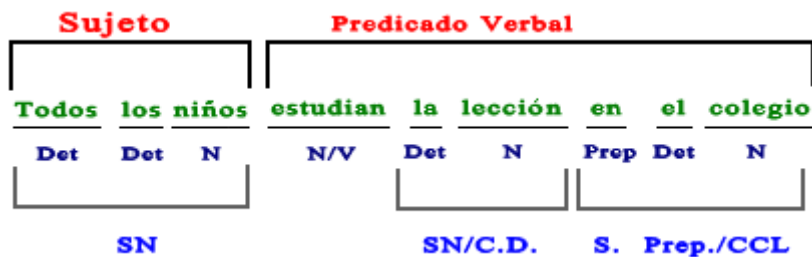 Sujeto Predicado Verbal
Todos los niños estudian la lección en el colegio
Det Det N N/V Det N Prep Det N
SN SN/C.D. S. Prep./CCL